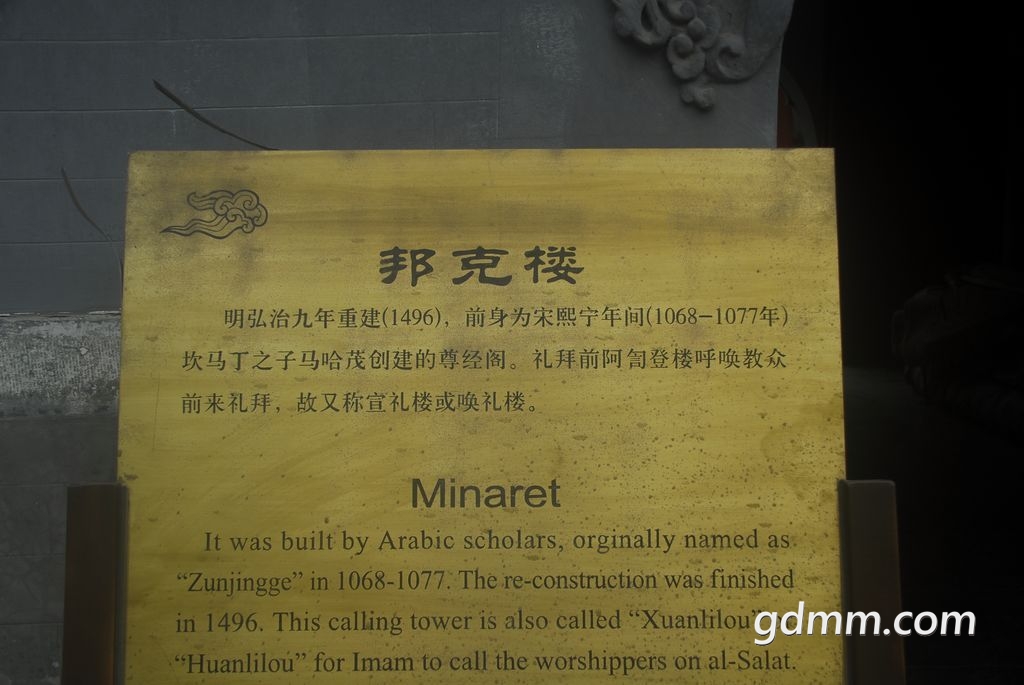 邦克楼
明弘治九年重建(1496)，前身为宋熙宁年间(1068-1077年)
坎马丁之子马哈茂创建的尊经阁。礼拜前阿訇登楼呼唤教众
前来礼拜，故又称宣礼楼或唤礼楼。
Minaret
It was built by Arabic scholars, orginally named as
“Zunjingge” in 1068-1077. The re-construction was finished
in 1496. This calling tower is also called “Xuanlilou”
“Huanlilou” for Imam to call the worshippers on al-Salat.
gdmm.com